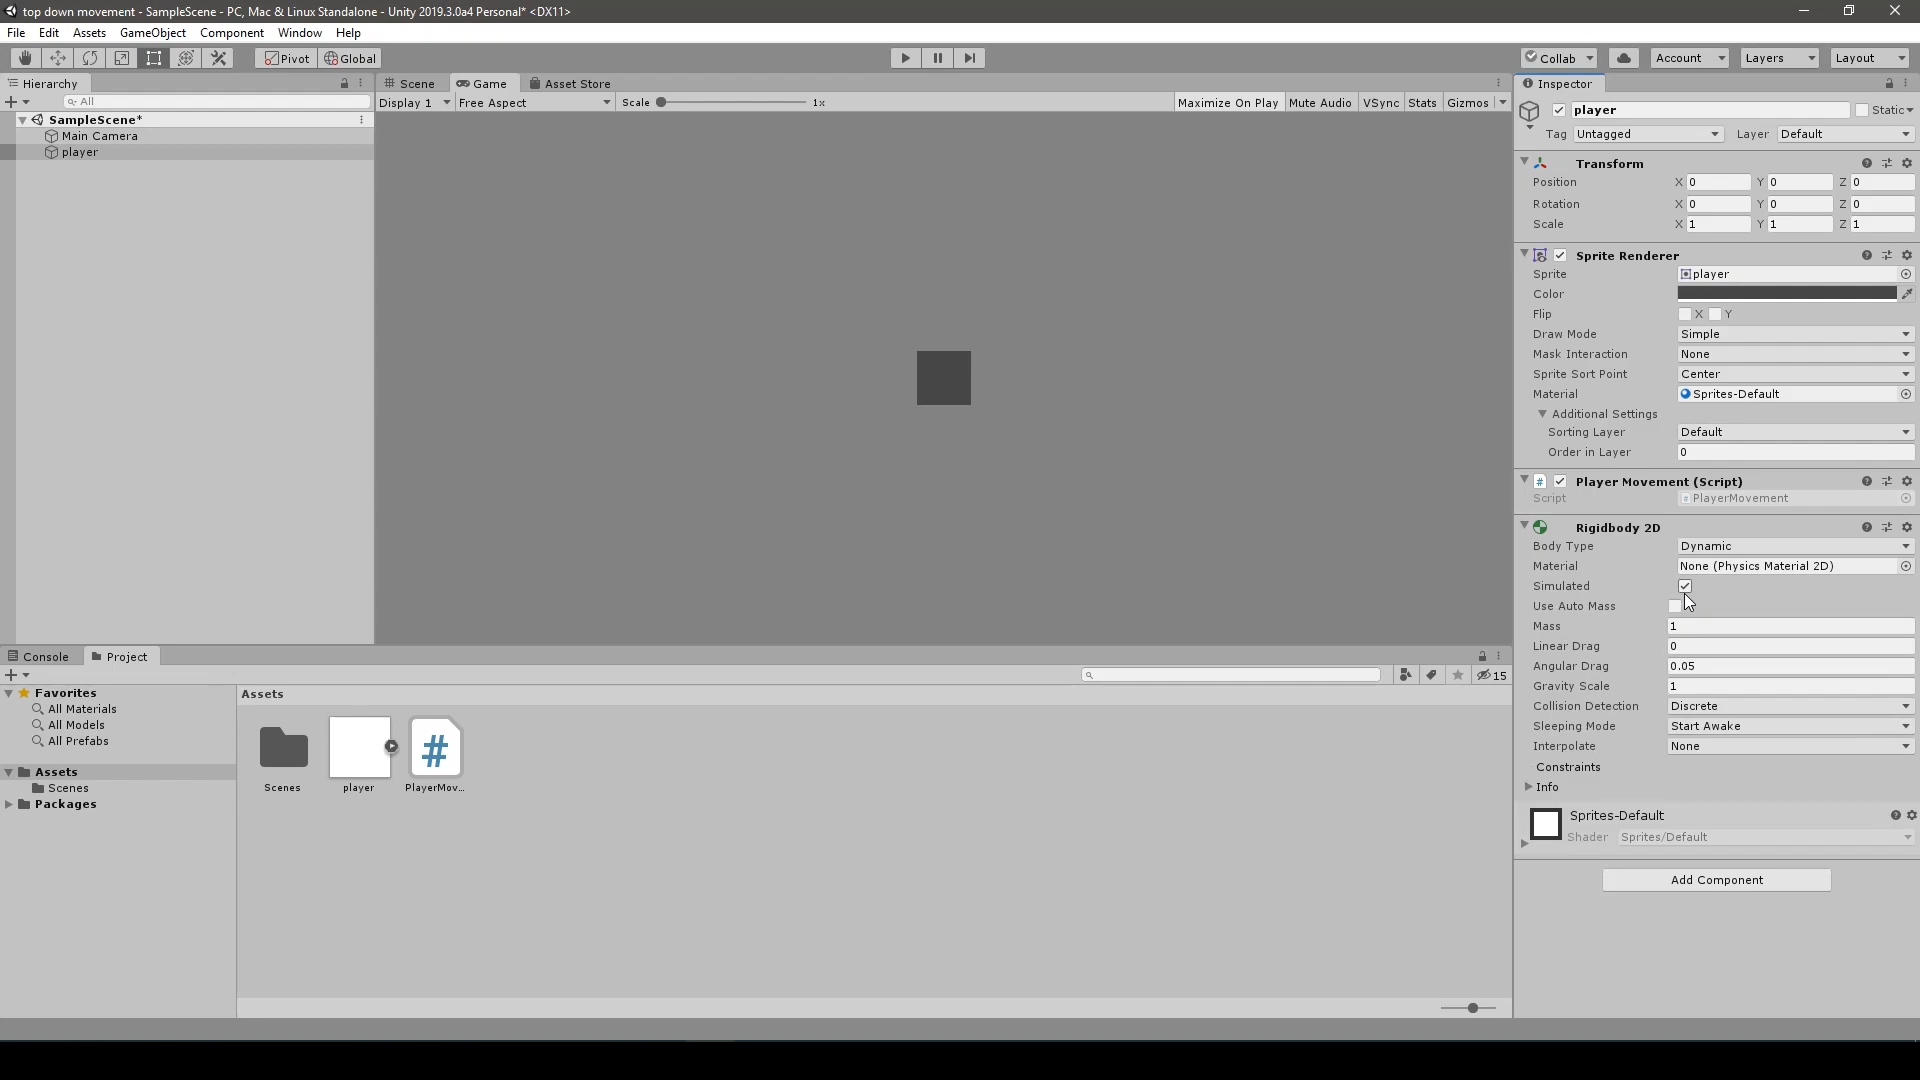 top down movement - SampleScene - PC, Mac & Linux Standalone - Unity 2019.3.0a4 Personal* <DX11>
File Edit Assets GameObject Component Window Help
Pivot Global Collab Account Layers Layout
Hierarchy
All
SampleScene*
Main Camera
player
Scene Game Asset Store
Display 1 Free Aspect Scale 1x Maximize On Play Mute Audio VSync Stats Gizmos
Inspector
player Static
Tag Untagged Layer Default
Transform
Position X 0 Y 0 Z 0
Rotation X 0 Y 0 Z 0
Scale X 1 Y 1 Z 1
Sprite Renderer
Sprite player
Color
Flip X Y
Draw Mode Simple
Mask Interaction None
Sprite Sort Point Center
Material Sprites-Default
Additional Settings
Sorting Layer Default
Order in Layer 0
# Player Movement (Script)
Script PlayerMovement
Rigidbody 2D
Body Type Dynamic
Material None (Physics Material 2D)
Simulated
Use Auto Mass
Mass 1
Linear Drag 0
Angular Drag 0.05
Gravity Scale 1
Collision Detection Discrete
Sleeping Mode Start Awake
Interpolate None
Constraints
Info
Sprites-Default
Shader Sprites/Default
Add Component
Console Project
15
Favorites
All Materials
All Models
All Prefabs
Assets
Scenes
Packages
Assets
#
Scenes player PlayerMov...